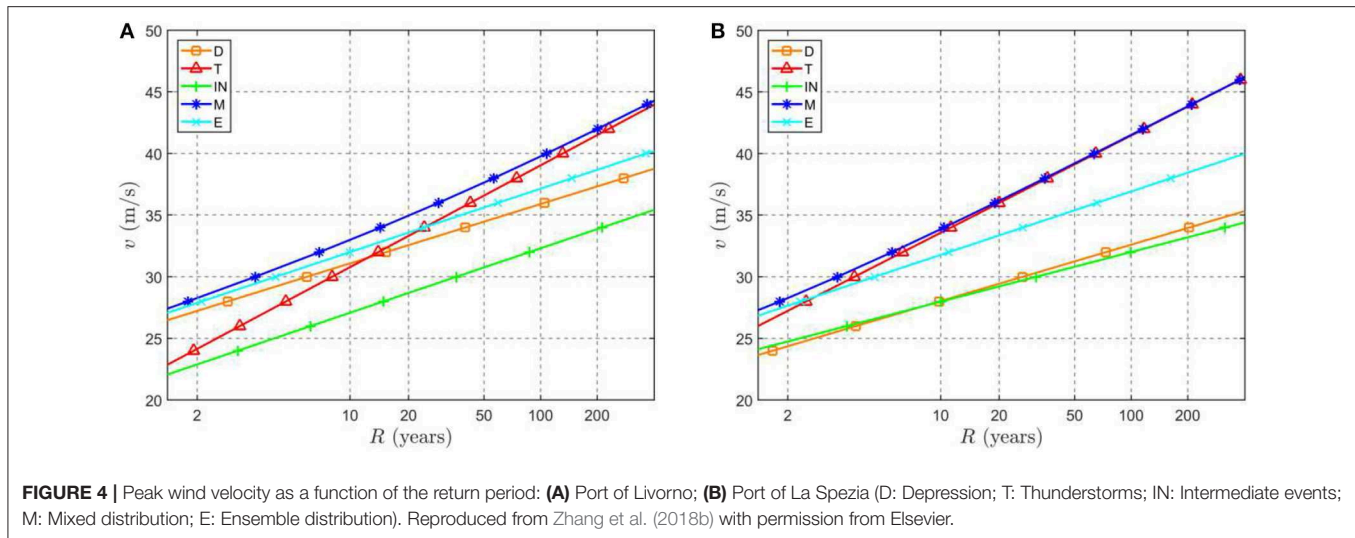 A
50
45
40
35
30
25
20
v (m/s)
D
T
IN
M
E
2 10 20 50 100 200
R (years)
B
50
45
40
35
30
25
20
v (m/s)
D
T
IN
M
E
2 10 20 50 100 200
R (years)
FIGURE 4 | Peak wind velocity as a function of the return period: (A) Port of Livorno; (B) Port of La Spezia (D: Depression; T: Thunderstorms; IN: Intermediate events;
M: Mixed distribution; E: Ensemble distribution). Reproduced from Zhang et al. (2018b) with permission from Elsevier.